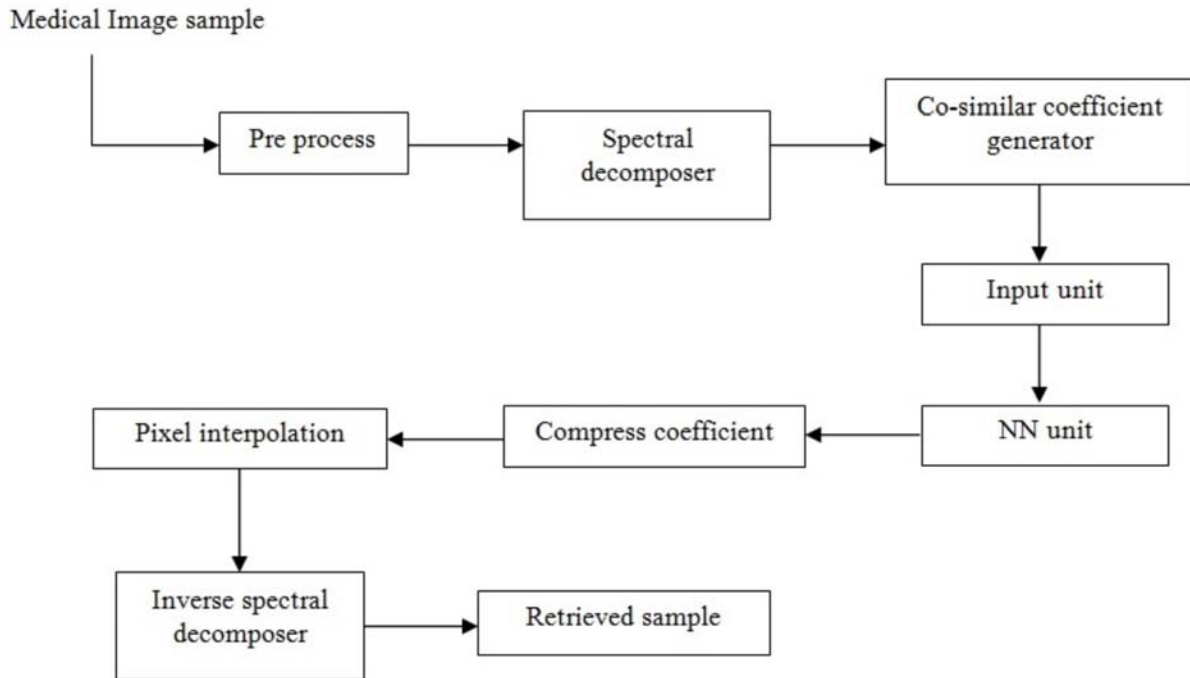 Medical Image sample
Pre process
Spectral
decomposer
Co-similar coefficient
generator
Input unit
NN unit
Compress coefficient
Pixel interpolation
Inverse spectral
decomposer
Retrieved sample